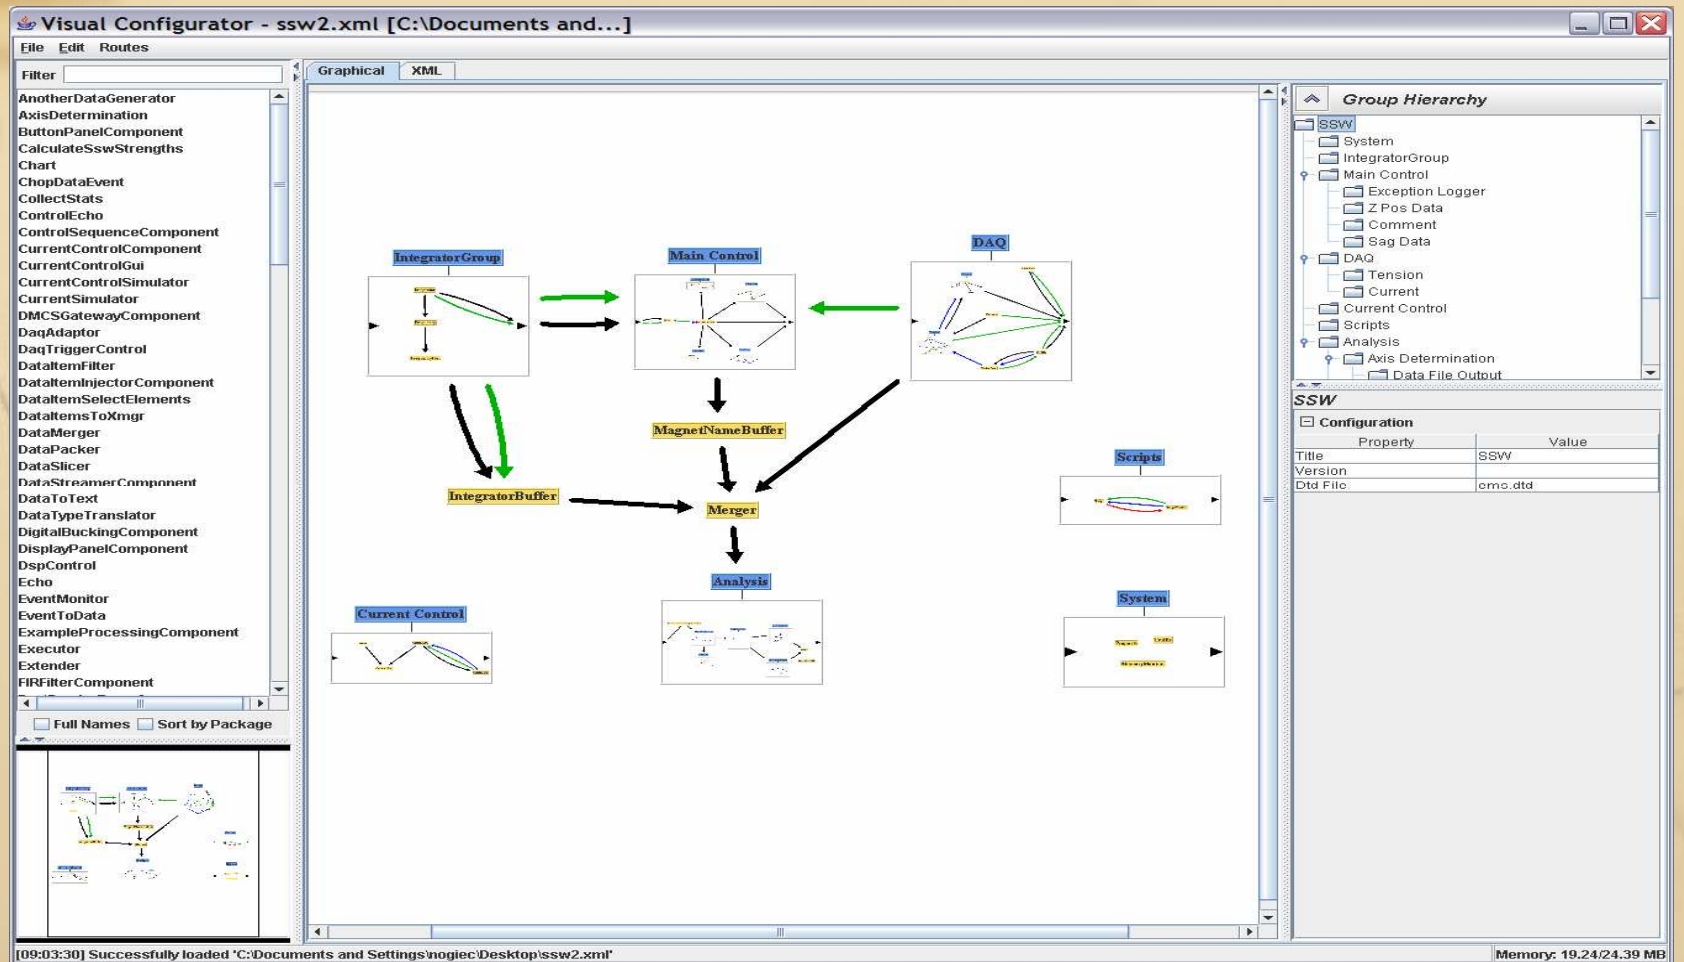 Visual Configurator - ssw2.xml [C:\Documents and...]
File Edit Routes
Filter
AnotherDataGenerator
AxisDetermination
ButtonPanelComponent
CalculateSswStrengths
Chart
ChopDataEvent
CollectStats
ControlEcho
ControlSequenceComponent
CurrentControlComponent
CurrentControlGui
CurrentControlSimulator
CurrentSimulator
DMCSGatewayComponent
DaqAdaptor
DaqTriggerControl
DataItemFilter
DataItemInjectorComponent
DataItemSelectElements
DataItemsToXmgr
DataMerger
DataPacker
DataSlicer
DataStreamerComponent
DataToText
DataTypeTranslator
DigitalBuckingComponent
DisplayPanelComponent
DspControl
Echo
EventMonitor
EventToData
ExampleProcessingComponent
Executor
Extender
FIRFilterComponent
Full Names Sort by Package
Graphical XML
IntegratorGroup
Main Control
DAQ
MagnetNameBuffer
IntegratorBuffer
Merger
Scripts
Analysis
Current Control
System
Group Hierarchy
SSW
System
IntegratorGroup
Main Control
Exception Logger
Z Pos Data
Comment
Sag Data
DAQ
Tension
Current
Current Control
Scripts
Analysis
Axis Determination
Data File Output
SSW
Configuration
Property Value
Title SSW
Version
Dtd File ems.dtd
[09:03:30] Successfully loaded 'C:\Documents and Settings\nogiec\Desktop\ssw2.xml'
Memory: 19.24/24.39 MB